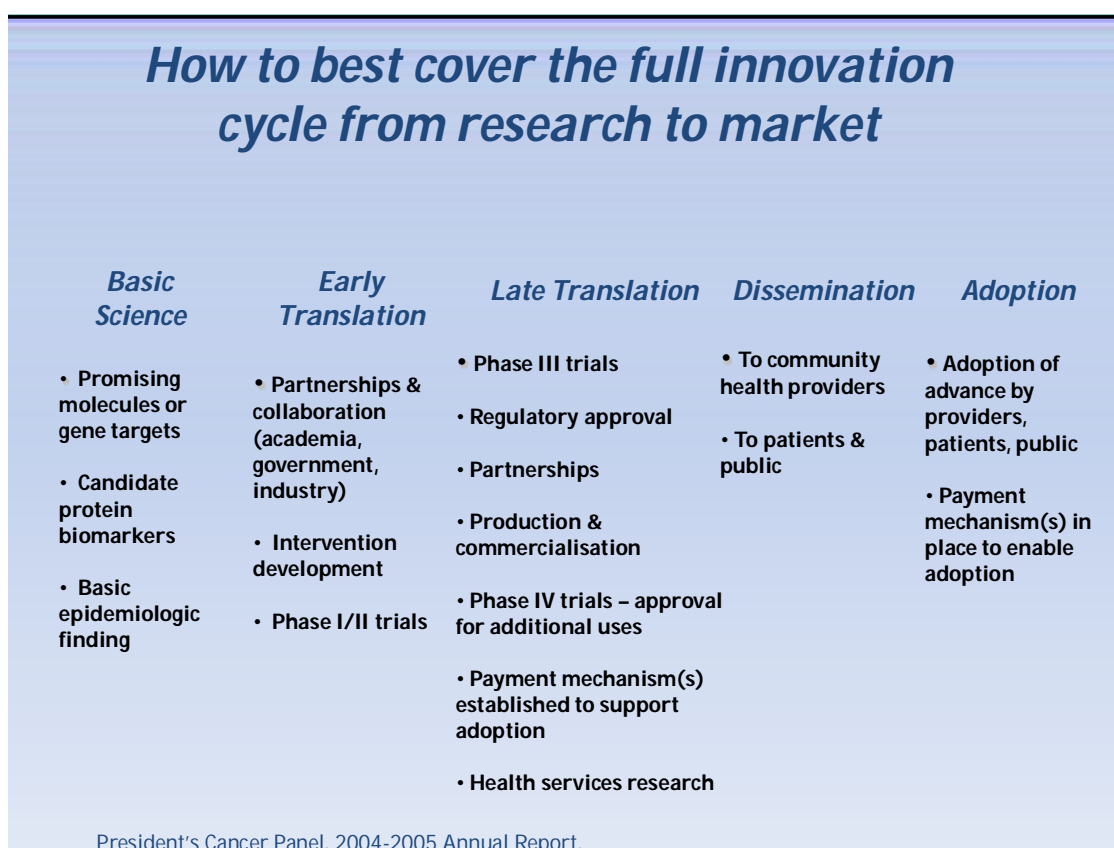 How to best cover the full innovation
cycle from research to market
Basic
Science
• Promising
molecules or
gene targets
• Candidate
protein
biomarkers
• Basic
epidemiologic
finding
Early
Translation
• Partnerships &
collaboration
(academia,
government,
industry)
• Intervention
development
• Phase I/II trials
Late Translation
• Phase III trials
• Regulatory approval
• Partnerships
• Production &
commercialisation
• Phase IV trials – approval
for additional uses
• Payment mechanism(s)
established to support
adoption
• Health services research
Dissemination
• To community
health providers
• To patients &
public
Adoption
• Adoption of
advance by
providers,
patients, public
• Payment
mechanism(s) in
place to enable
adoption
President's Cancer Panel, 2004-2005 Annual Report.